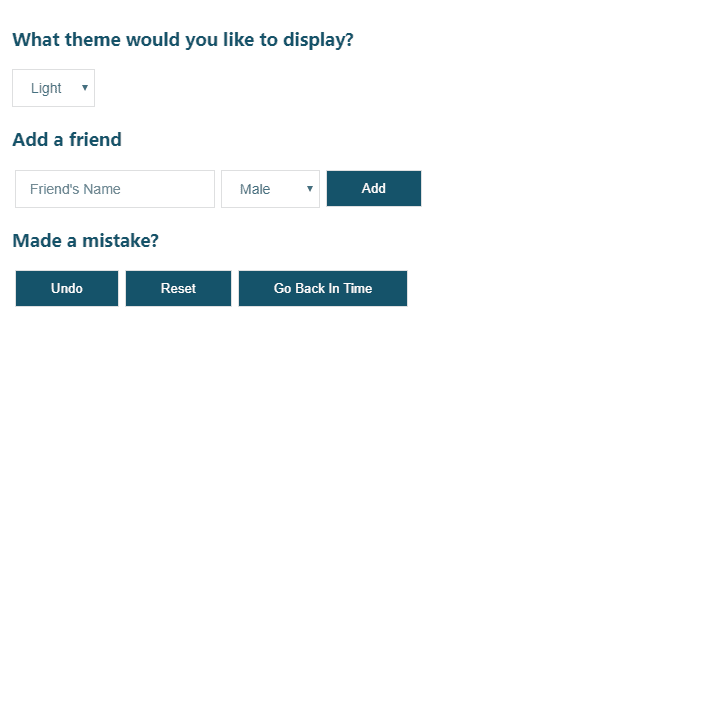 What theme would you like to display?
Light
Add a friend
Friend's Name Male Add
Made a mistake?
Undo Reset Go Back In Time